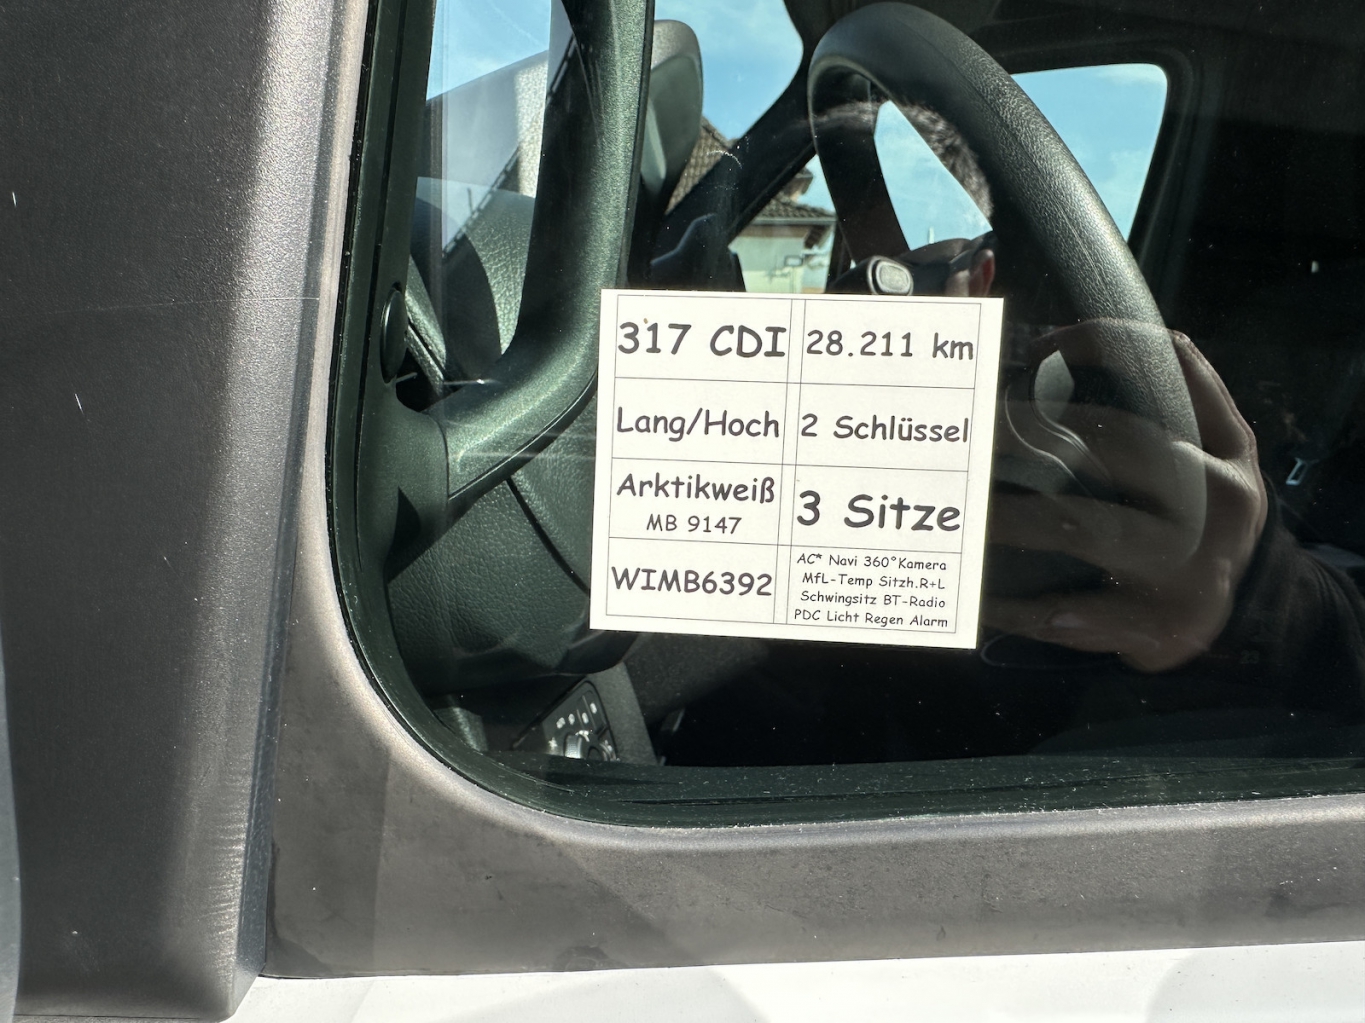 317 CDI
28.211 km
Lang/Hoch
2 Schlüssel
Arktikweiß
MB 9147
3 Sitze
WIMB6392
AC* Navi 360°Kamera
MfL-Temp Sitzh.R+L
Schwingsitz BT-Radio
PDC Licht Regen Alarm